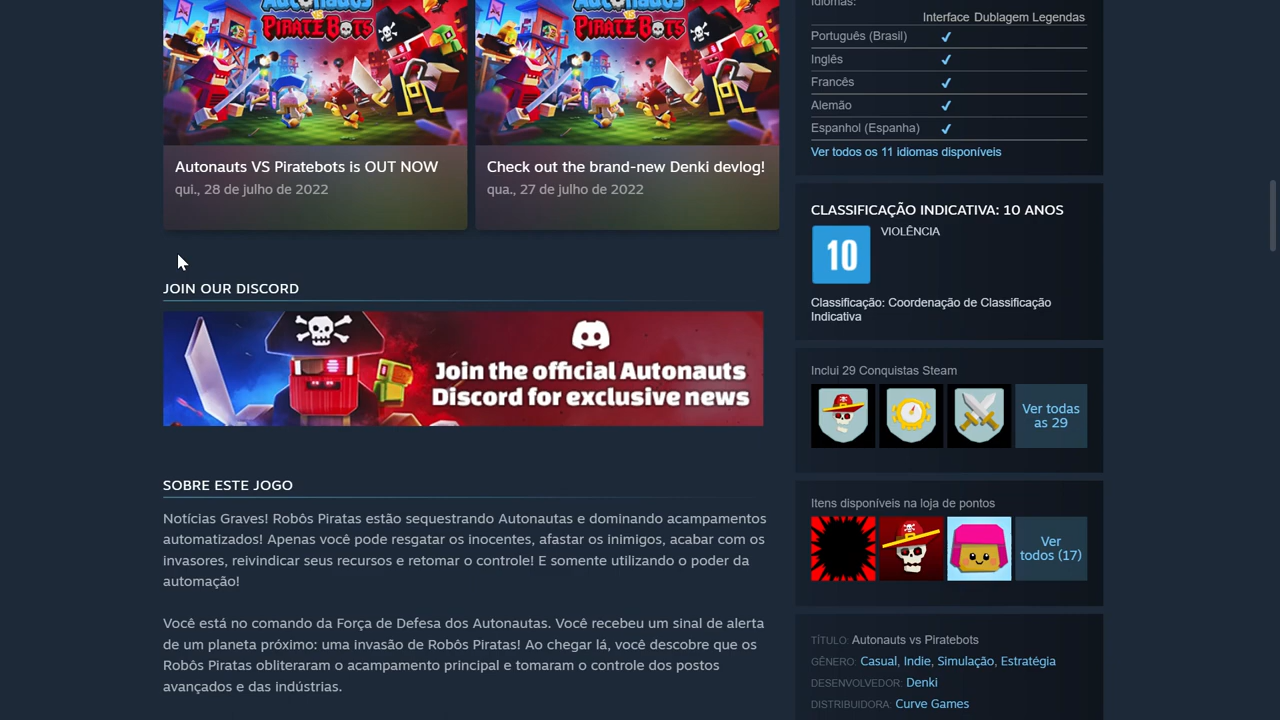 Autonauts
PIRATEBOTS
Autonauts
PIRATEBOTS
Autonauts VS Piratebots is OUT NOW
qui., 28 de julho de 2022
Check out the brand-new Denki devlog!
qua., 27 de julho de 2022
JOIN OUR DISCORD
Join the official Autonauts
Discord for exclusive news
SOBRE ESTE JOGO
Notícias Graves! Robôs Piratas estão sequestrando Autonautas e dominando acampamentos
automatizados! Apenas você pode resgatar os inocentes, afastar os inimigos, acabar com os
invasores, reivindicar seus recursos e retomar o controle! E somente utilizando o poder da
automação!
Você está no comando da Força de Defesa dos Autonautas. Você recebeu um sinal de alerta
de um planeta próximo: uma invasão de Robôs Piratas! Ao chegar lá, você descobre que os
Robôs Piratas obliteraram o acampamento principal e tomaram o controle dos postos
avançados e das indústrias.
Idiomas:
Interface Dublagem Legendas
Português (Brasil) ✔
Inglês ✔
Francês ✔
Alemão ✔
Espanhol (Espanha) ✔
Ver todos os 11 idiomas disponíveis
CLASSIFICAÇÃO INDICATIVA: 10 ANOS
10
VIOLÊNCIA
Classificação: Coordenação de Classificação
Indicativa
Inclui 29 Conquistas Steam
Ver todas
as 29
Itens disponíveis na loja de pontos
Ver
todos (17)
TÍTULO: Autonauts vs Piratebots
GÊNERO: Casual, Indie, Simulação, Estratégia
DESENVOLVEDOR: Denki
DISTRIBUIDORA: Curve Games